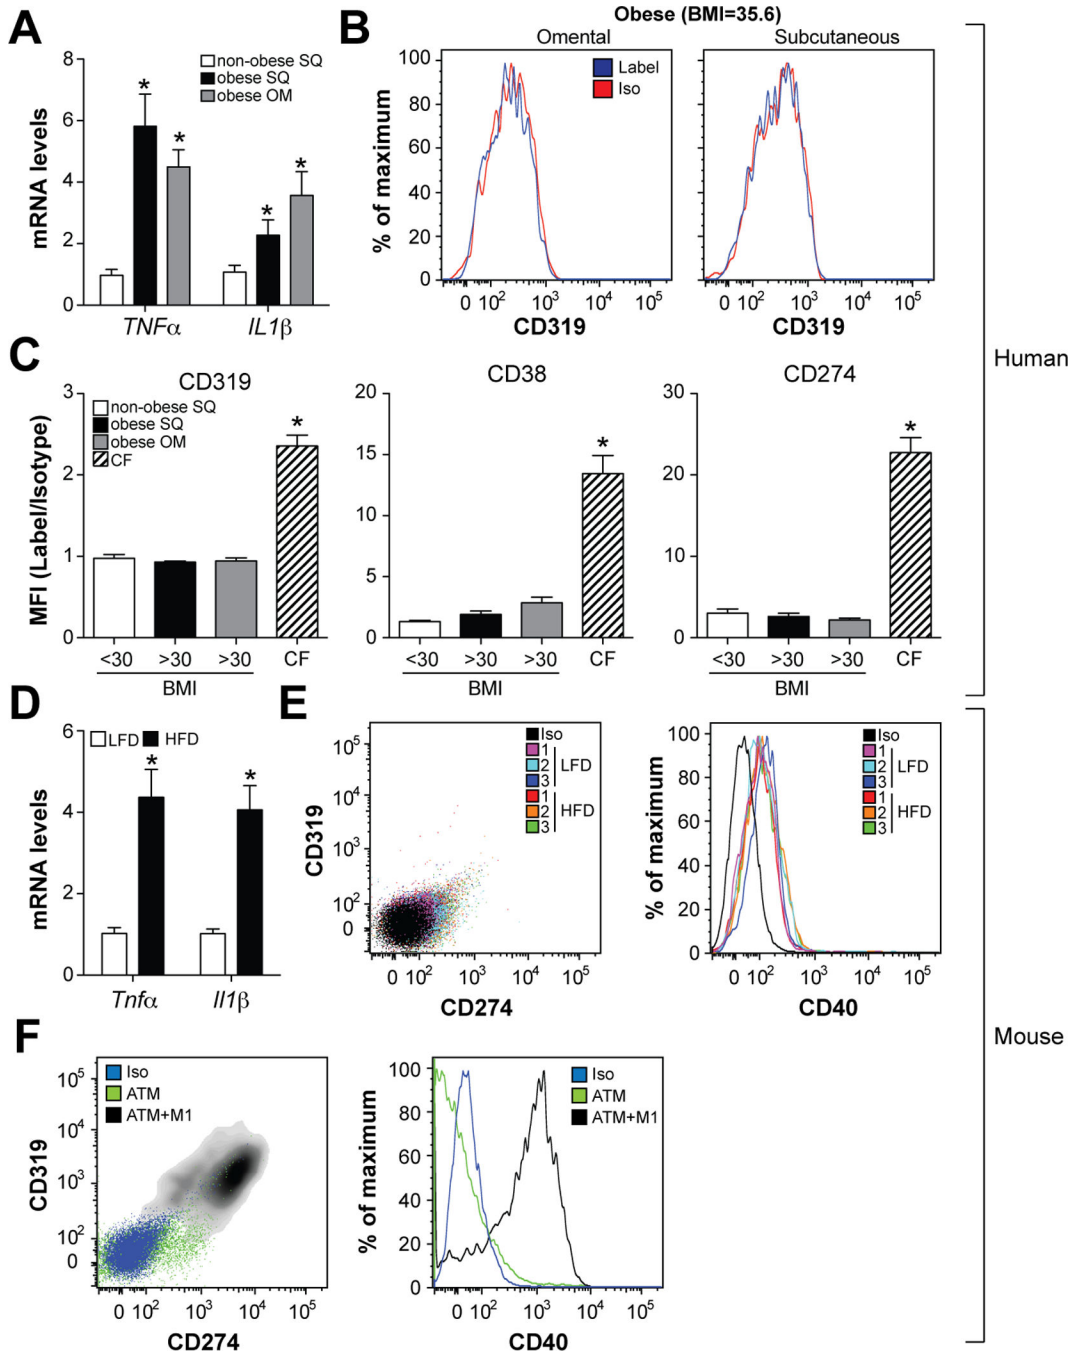 A
mRNA levels
8
6
4
2
0
non-obese SQ
obese SQ
obese OM
*
*
*
*
TNFα
IL1β
B
Obese (BMI=35.6)
Omental
Subcutaneous
% of maximum
100
80
60
40
20
0
Label
Iso
0 10² 10³ 10⁴ 10⁵
0 10² 10³ 10⁴ 10⁵
CD319
CD319
Human
C
MFI (Label/Isotype)
CD319
3
2
1
0
non-obese SQ
obese SQ
obese OM
CF
*
<30 >30 >30 CF
BMI
CD38
20
15
10
5
0
*
<30 >30 >30 CF
BMI
CD274
30
20
10
0
*
<30 >30 >30 CF
BMI
D
mRNA levels
6
4
2
0
LFD HFD
*
*
Tnfα
Il1β
E
CD319
10⁵
10⁴
10³
10²
0
Iso
1
2 LFD
3
1
2 HFD
3
0 10² 10³ 10⁴ 10⁵
CD274
% of maximum
100
80
60
40
20
0
Iso
1
2 LFD
3
1
2 HFD
3
0 10² 10³ 10⁴ 10⁵
CD40
Mouse
F
CD319
10⁵
10⁴
10³
10²
0
Iso
ATM
ATM+M1
0 10² 10³ 10⁴ 10⁵
CD274
% of maximum
100
80
60
40
20
0
Iso
ATM
ATM+M1
0 10² 10³ 10⁴ 10⁵
CD40